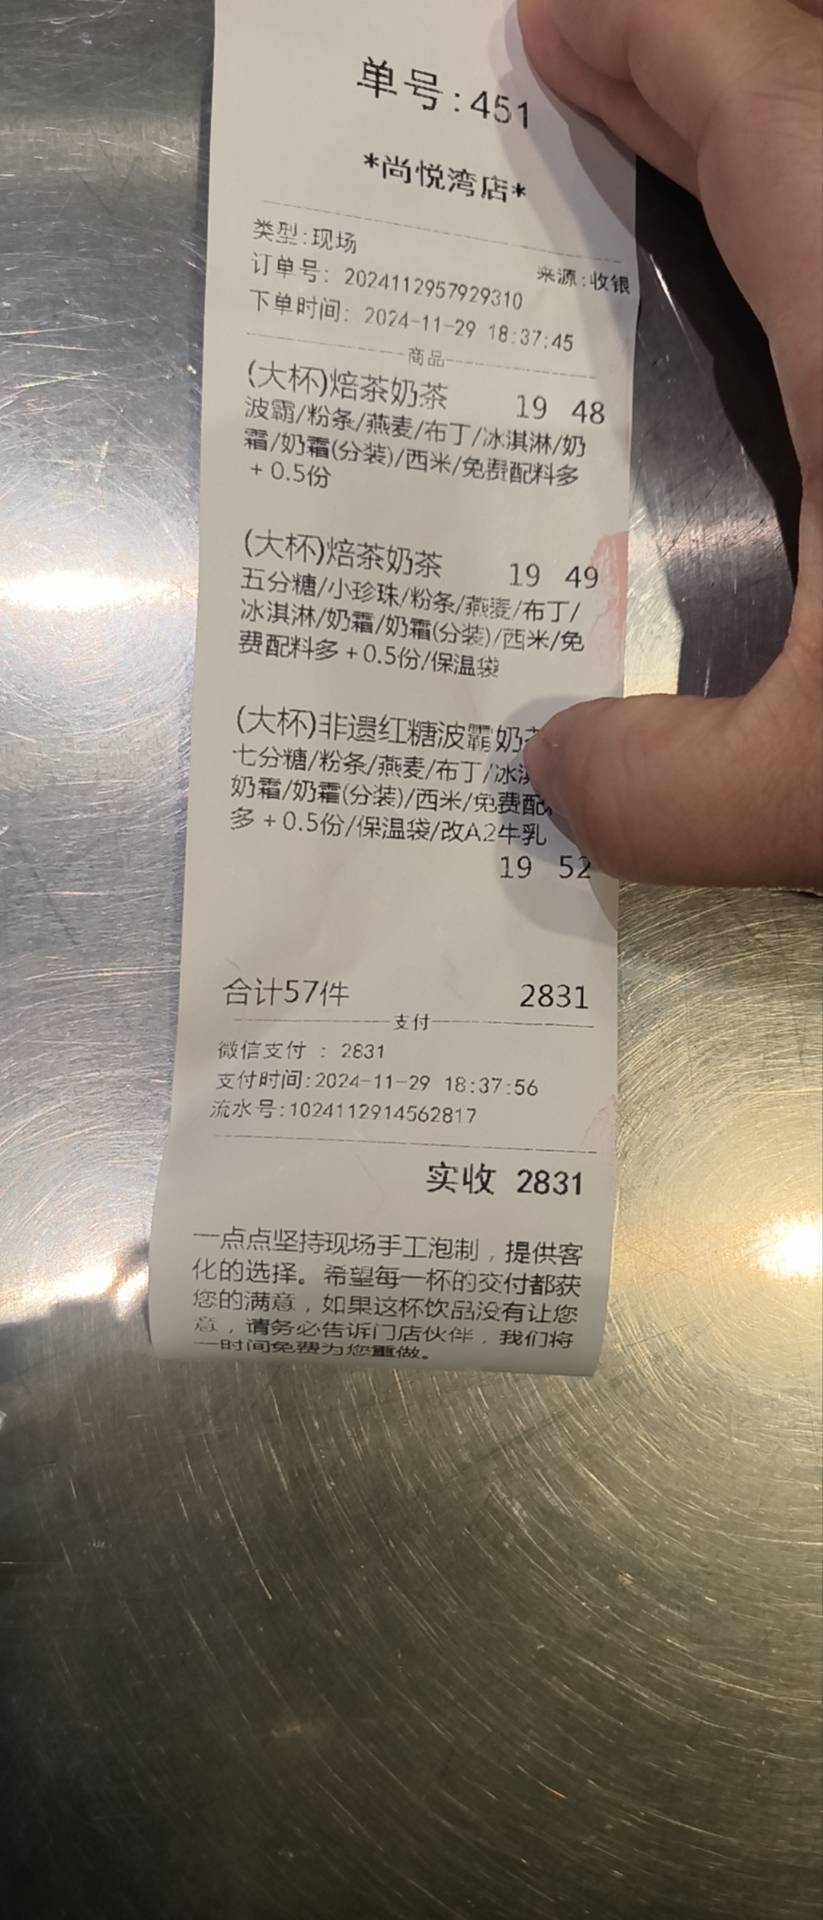 单号:451
*尚悦湾店*
类型:现场 来源:收银
订单号: 2024112957929310
下单时间: 2024-11-29 18:37:45
商品
(大杯)焙茶奶茶 19 48
波霸/粉条/燕麦/布丁/冰淇淋/奶
霜/奶霜(分装)/西米/免费配料多
+0.5份
(大杯)焙茶奶茶 19 49
五分糖/小珍珠/粉条/燕麦/布丁/
冰淇淋/奶霜/奶霜(分装)/西米/免
费配料多+0.5份/保温袋
(大杯)非遗红糖波霸奶
七分糖/粉条/燕麦/布丁/冰
奶霜/奶霜(分装)/西米/免费配
多+0.5份/保温袋/改A2牛乳
19 52
合计57件 2831
支付
微信支付 : 2831
支付时间:2024-11-29 18:37:56
流水号:1024112914562817
实收 2831
一点点坚持现场手工泡制，提供客
化的选择。希望每一杯的交付都获
您的满意，如果这杯饮品没有让您
意，请务必告诉门店伙伴，我们将
一时间免费为您重做。